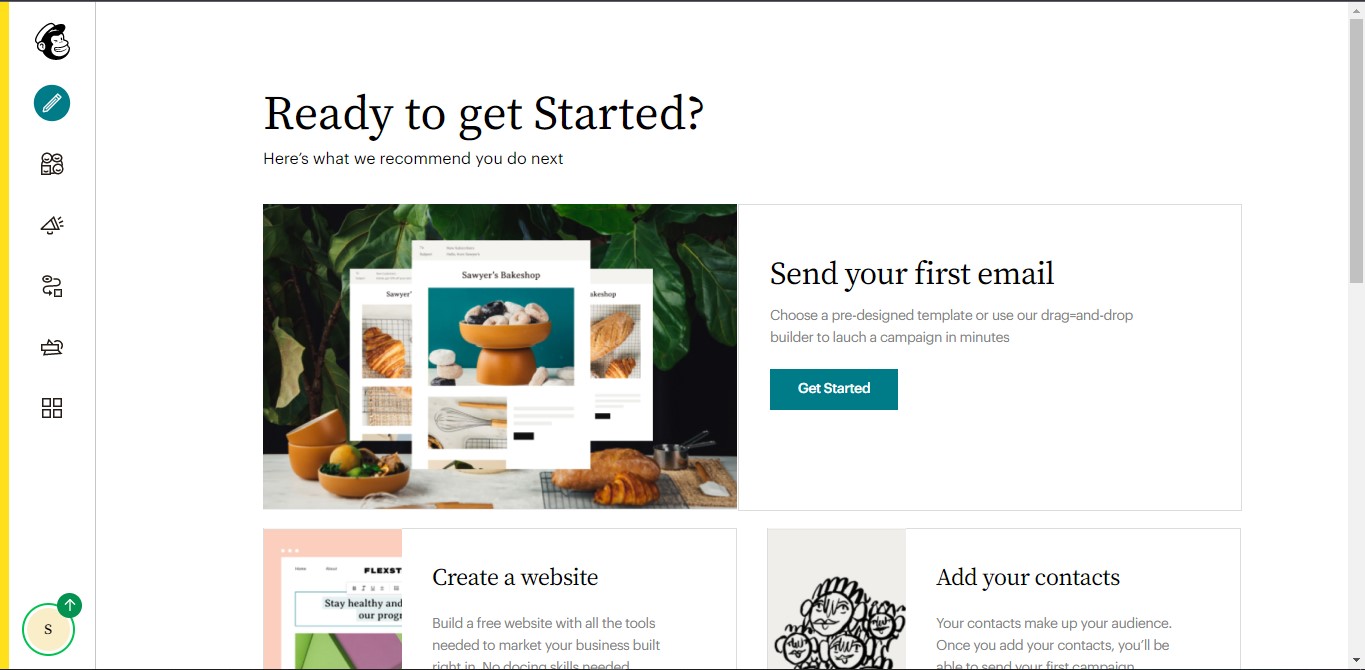 Ready to get Started?
Here's what we recommend you do next
Sawyer's Bakeshop
Sawyer'
akeshop
Send your first email
Choose a pre-designed template or use our drag=and-drop
builder to lauch a campaign in minutes
Get Started
Home About FLEXST
Stay healthy and
our progr
Create a website
Build a free website with all the tools
needed to market your business built
right in. No docing skills needed
Add your contacts
Your contacts make up your audience.
Once you add your contacts, you'll be
able to send your first campaign
S